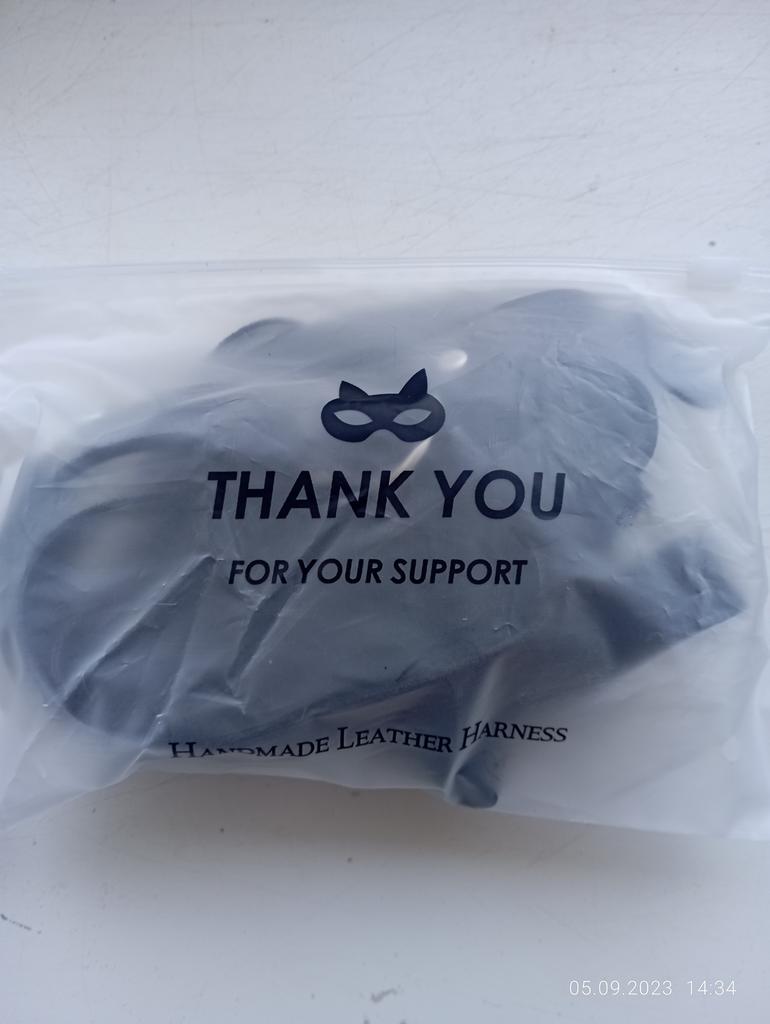 THANK YOU
FOR YOUR SUPPORT
HANDMADE LEATHER HARNESS
05.09.2023 14:34